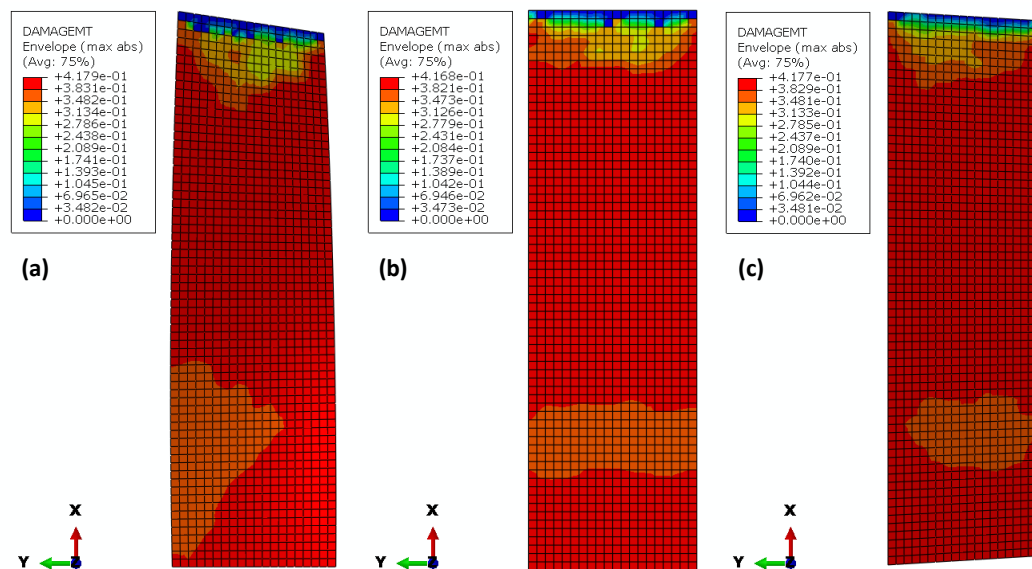 DAMAGEMT
Envelope (max abs)
(Avg: 75%)
+4.179e-01
+3.831e-01
+3.482e-01
+3.134e-01
+2.786e-01
+2.438e-01
+2.089e-01
+1.741e-01
+1.393e-01
+1.045e-01
+6.965e-02
+3.482e-02
+0.000e+00
(a)
X
Y
DAMAGEMT
Envelope (max abs)
(Avg: 75%)
+4.168e-01
+3.821e-01
+3.473e-01
+3.126e-01
+2.779e-01
+2.431e-01
+2.084e-01
+1.737e-01
+1.389e-01
+1.042e-01
+6.946e-02
+3.473e-02
+0.000e+00
(b)
X
Y
DAMAGEMT
Envelope (max abs)
(Avg: 75%)
+4.177e-01
+3.829e-01
+3.481e-01
+3.133e-01
+2.785e-01
+2.437e-01
+2.089e-01
+1.740e-01
+1.392e-01
+1.044e-01
+6.962e-02
+3.481e-02
+0.000e+00
(c)
X
Y